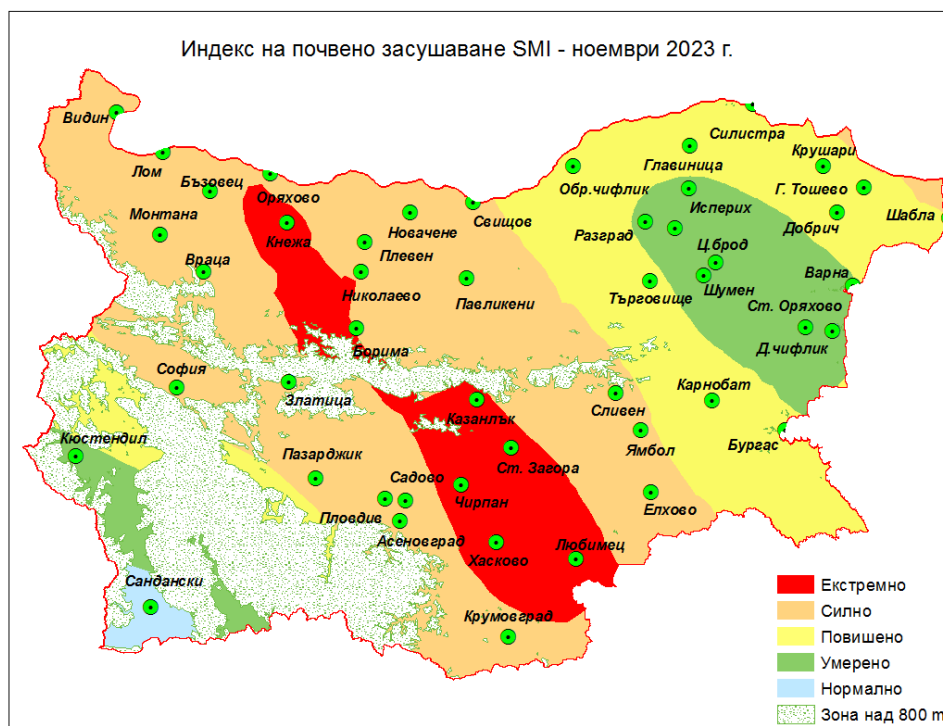 Индекс на почвено засушаване SMI - ноември 2023 г.
Видин
Силистра
Лом
Главиница
Крушари
Бъзовец
Обр.чифлик
Г. Тошево
Оряхово
Исперих
Монтана
Новачене
Свищов
Разград
Добрич
Шабла
Кнежа
Плевен
Ц.брод
Враца
Николаево
Павликени
Търговище
Шумен
Варна
Ст. Оряхово
Борима
Д.чифлик
София
Златица
Казанлък
Сливен
Карнобат
Кюстендил
Пазарджик
Садово
Ст. Загора
Ямбол
Бургас
Чирпан
Пловдив
Елхово
Асеновград
Хасково
Любимец
Сандански
Крумовград
Екстремно
Силно
Повишено
Умерено
Нормално
Зона над 800 m